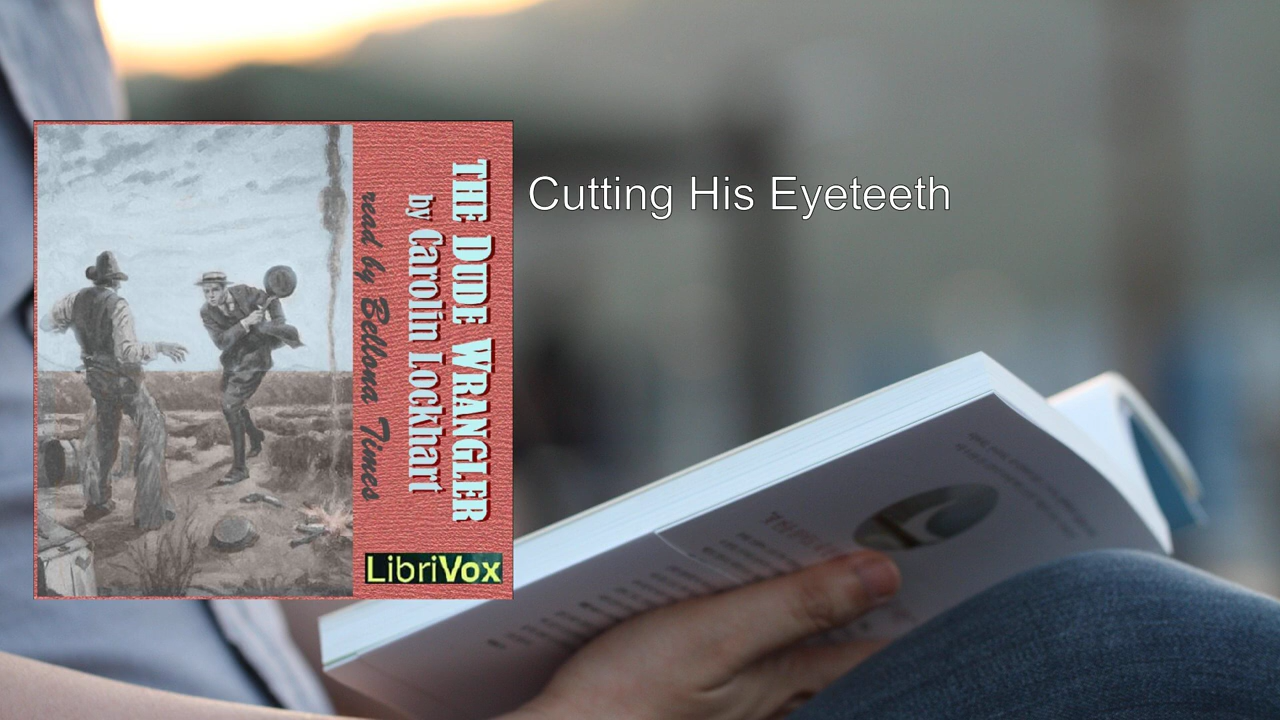 THE DUDE WRANGLER
by Carolin Lockhart
read by Bellona Times
LibriVox
Cutting His Eyeteeth